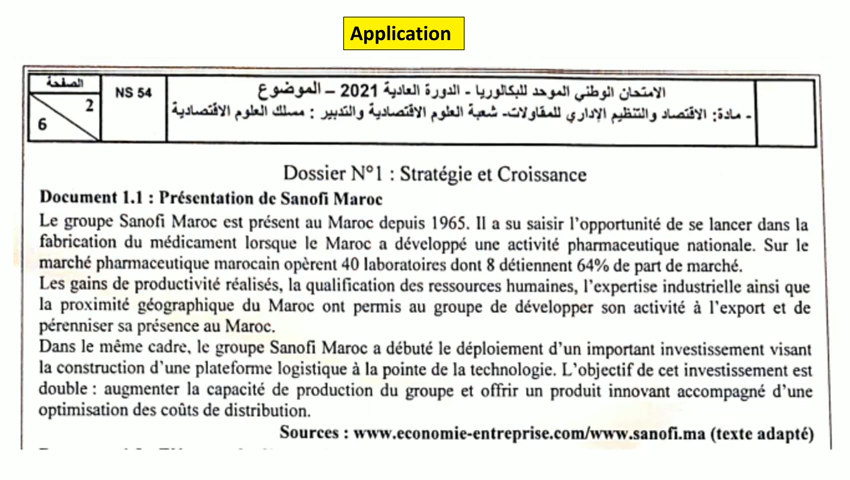 Application
الصفحة
2
6
NS 54
الامتحان الوطني الموحد للبكالوريا - الدورة العادية 2021 – الموضوع
- مادة: الاقتصاد والتنظيم الإداري للمقاولات- شعبة العلوم الاقتصادية والتدبير : مسلك العلوم الاقتصادية
Dossier N°1 : Stratégie et Croissance
Document 1.1 : Présentation de Sanofi Maroc
Le groupe Sanofi Maroc est présent au Maroc depuis 1965. Il a su saisir l’opportunité de se lancer dans la
fabrication du médicament lorsque le Maroc a développé une activité pharmaceutique nationale. Sur le
marché pharmaceutique marocain opèrent 40 laboratoires dont 8 détiennent 64% de part de marché.
Les gains de productivité réalisés, la qualification des ressources humaines, l’expertise industrielle ainsi que
la proximité géographique du Maroc ont permis au groupe de développer son activité à l’export et de
pérenniser sa présence au Maroc.
Dans le même cadre, le groupe Sanofi Maroc a débuté le déploiement d’un important investissement visant
la construction d’une plateforme logistique à la pointe de la technologie. L’objectif de cet investissement est
double : augmenter la capacité de production du groupe et offrir un produit innovant accompagné d’une
optimisation des coûts de distribution.
Sources : www.economie-entreprise.com/www.sanofi.ma (texte adapté)